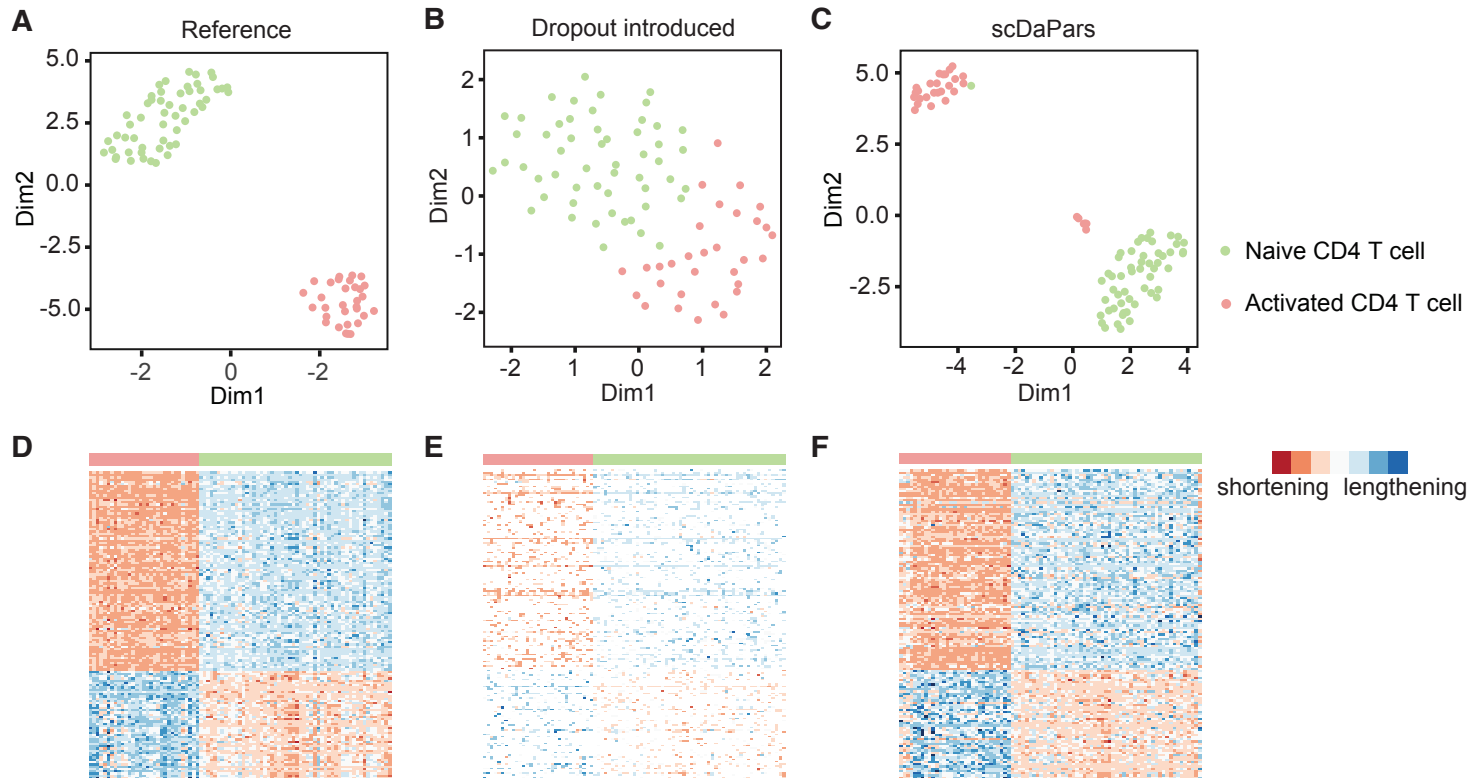 A
Reference
5.0
2.5
0.0
-2.5
-5.0
Dim2
-2
0
-2
Dim1
B
Dropout introduced
2
1
0
-1
-2
Dim2
-2
-1
0
1
2
Dim1
C
scDaPars
5.0
2.5
0.0
-2.5
Dim2
-4
-2
0
2
4
Dim1
Naive CD4 T cell
Activated CD4 T cell
D
E
F
shortening lengthening